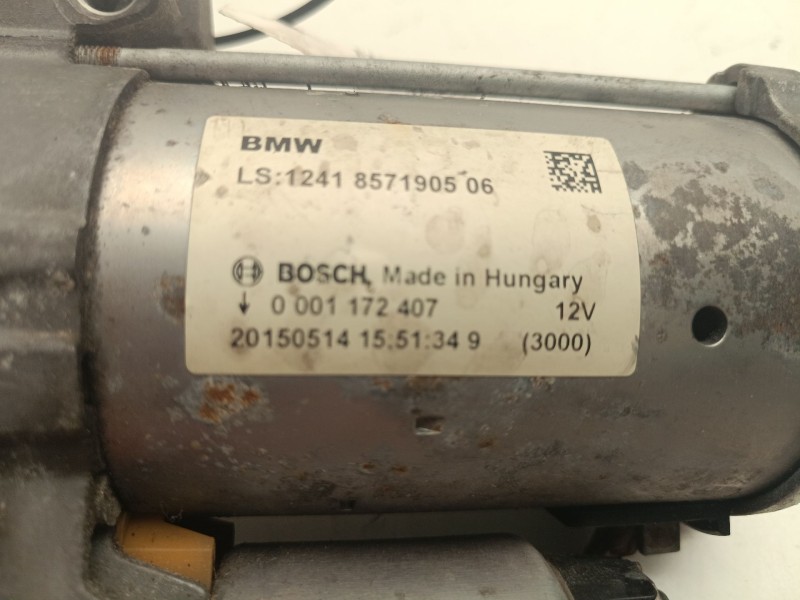 BMW
LS:1241 8571905 06
BOSCH Made in Hungary
0 001 172 407 12V
20150514 15:51:34 9 (3000)